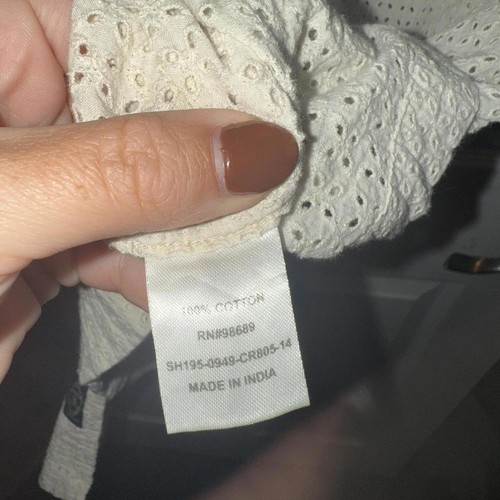 100% COTTON
RN#98689
SH195-0949-CR805-14
MADE IN INDIA